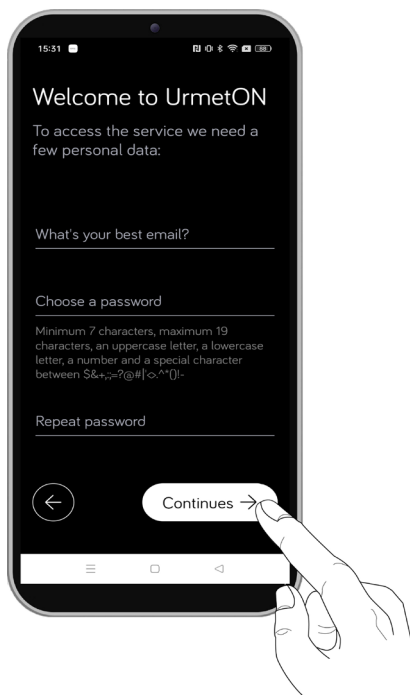 15:31
88
Welcome to UrmetON
To access the service we need a
few personal data:
What's your best email?
Choose a password
Minimum 7 characters, maximum 19
characters, an uppercase letter, a lowercase
letter, a number and a special character
between $&+,:;=?@#|'<>.^*()!-
Repeat password
Continues →